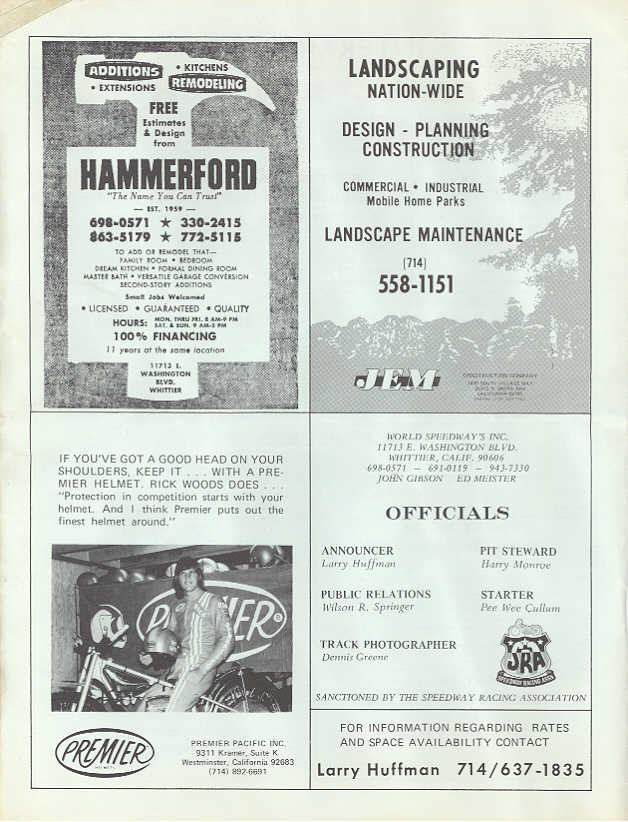 ADDITIONS
• KITCHENS
• EXTENSIONS
REMODELING
FREE
Estimates
& Design
from
HAMMERFORD
"The Name You Can Trust"
— EST. 1959 —
698-0571 ★ 330-2415
863-5179 ★ 772-5115
TO ADD OR REMODEL THAT—
FAMILY ROOM • BEDROOM
DREAM KITCHEN • FORMAL DINING ROOM
MASTER BATH • VERSATILE GARAGE CONVERSION
SECOND-STORY ADDITIONS
Small Jobs Welcomed
• LICENSED • GUARANTEED • QUALITY
HOURS: MON. THRU FRI. 8 AM-9 PM
SAT. & SUN. 9 AM-5 PM
100% FINANCING
11 years at the same location
11713 E.
WASHINGTON
BLVD.
WHITTIER
LANDSCAPING
NATION-WIDE
DESIGN - PLANNING
CONSTRUCTION
COMMERCIAL • INDUSTRIAL
Mobile Home Parks
LANDSCAPE MAINTENANCE
(714)
558-1151
JEM
CONSTRUCTION COMPANY
IF YOU'VE GOT A GOOD HEAD ON YOUR
SHOULDERS, KEEP IT . . . WITH A PRE-
MIER HELMET. RICK WOODS DOES . . .
"Protection in competition starts with your
helmet. And I think Premier puts out the
finest helmet around."
PREMIER
PREMIER
PREMIER PACIFIC INC.
9311 Kramer, Suite K
Westminster, California 92683
(714) 892-6691
WORLD SPEEDWAY'S INC.
11713 E. WASHINGTON BLVD.
WHITTIER, CALIF. 90606
698-0571 — 691-0119 — 943-7330
JOHN GIBSON ED MEISTER
OFFICIALS
ANNOUNCER
Larry Huffman
PIT STEWARD
Harry Monroe
PUBLIC RELATIONS
Wilson R. Springer
STARTER
Pee Wee Cullum
TRACK PHOTOGRAPHER
Dennis Greene
SRA
SPEEDWAY RACING ASSN.
SANCTIONED BY THE SPEEDWAY RACING ASSOCIATION
FOR INFORMATION REGARDING RATES
AND SPACE AVAILABILITY CONTACT
Larry Huffman 714/637-1835